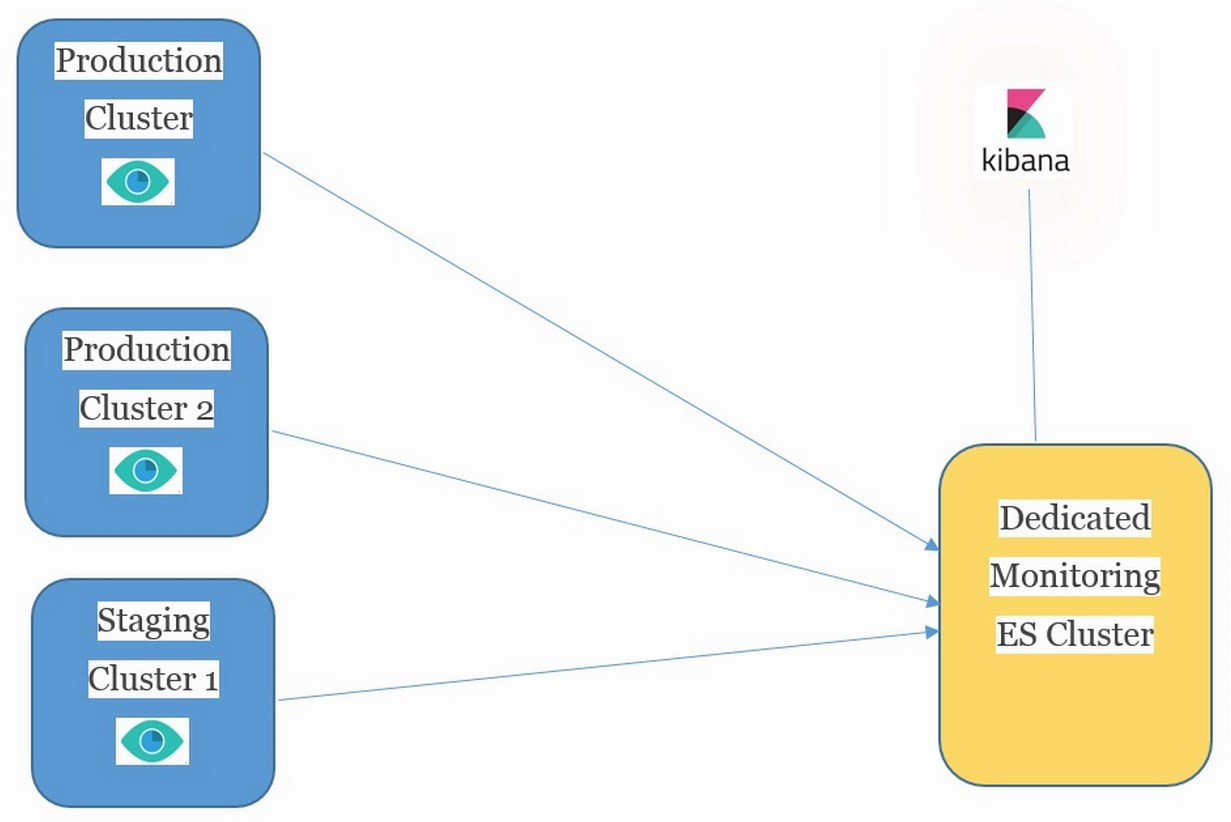 Production
Cluster
Production
Cluster 2
Staging
Cluster 1
kibana
Dedicated
Monitoring
ES Cluster